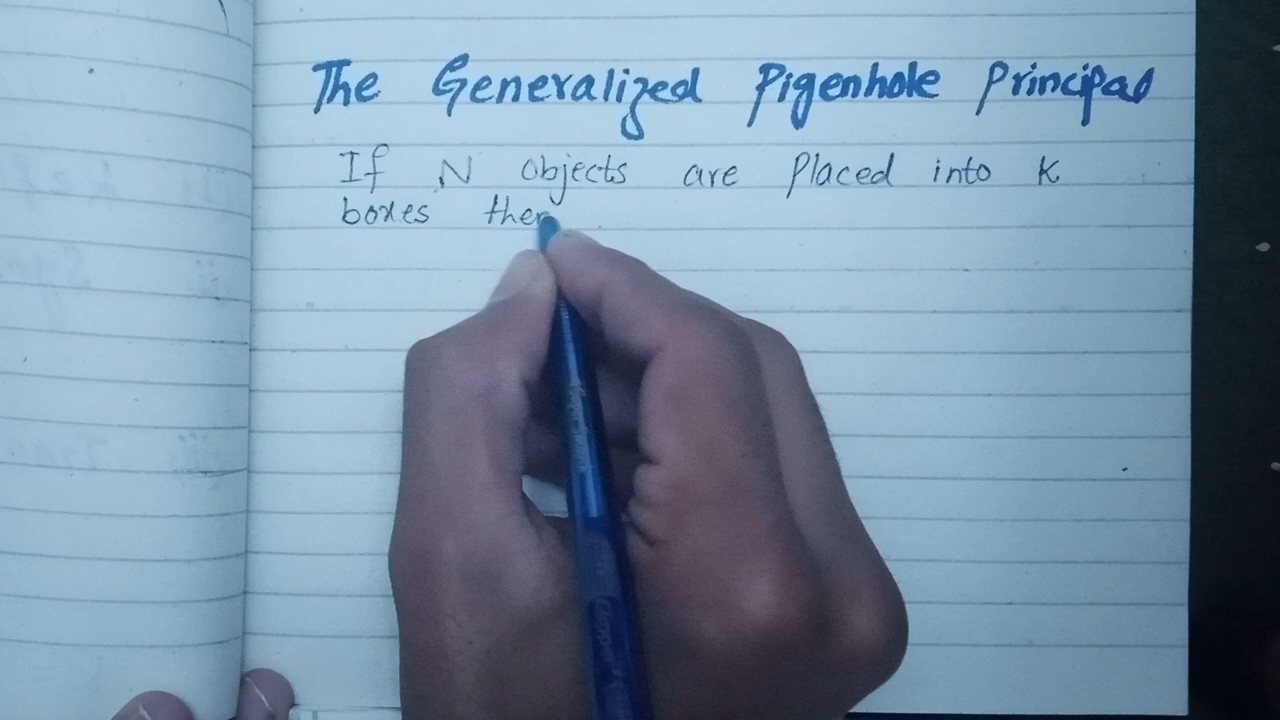 The Generalized Pigenhole Principal
If N objects are Placed into K
boxes then